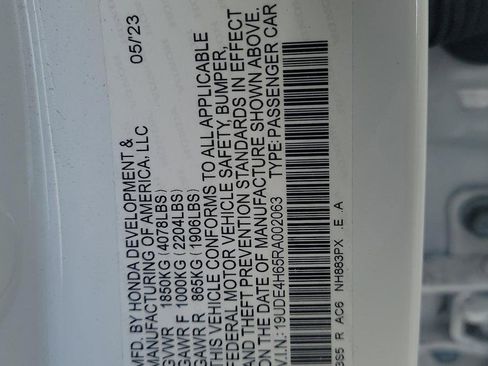 MFD. BY HONDA DEVELOPMENT & 05/'23
MANUFACTURING OF AMERICA, LLC
GVWR 1850KG (4078LBS)
GAWR F 1000KG (2204LBS)
GAWR R 865KG (1906LBS)
THIS VEHICLE CONFORMS TO ALL APPLICABLE
FEDERAL MOTOR VEHICLE SAFETY, BUMPER,
AND THEFT PREVENTION STANDARDS IN EFFECT
ON THE DATE OF MANUFACTURE SHOWN ABOVE.
V.I.N.: 19UDE4H65RA002063 TYPE: PASSENGER CAR
3S5 R AC6 NH883PX E A